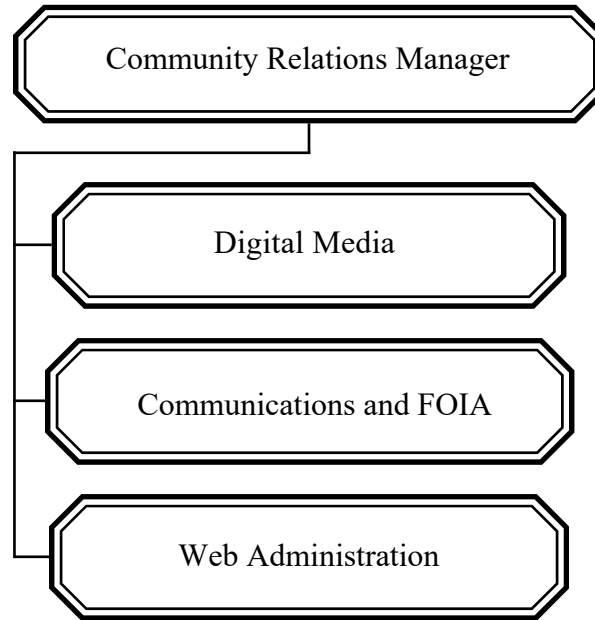 Community Relations Manager
Digital Media
Communications and FOIA
Web Administration